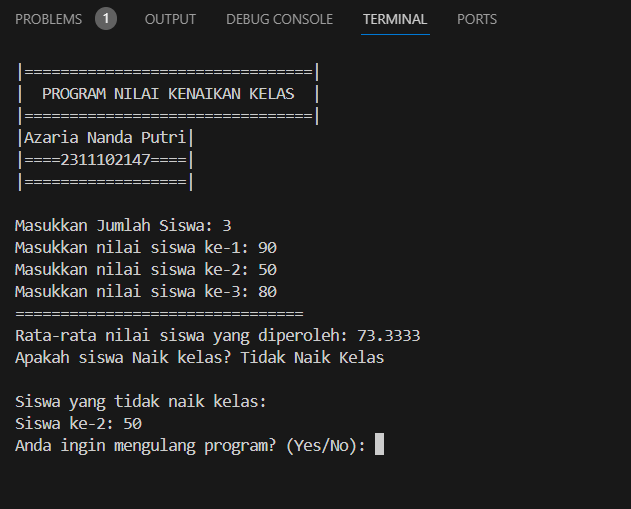 PROBLEMS 1 OUTPUT DEBUG CONSOLE TERMINAL PORTS
|================================|
|  PROGRAM NILAI KENAIKAN KELAS  |
|================================|
|Azaria Nanda Putri|
|====2311102147====|
|==================|
Masukkan Jumlah Siswa: 3
Masukkan nilai siswa ke-1: 90
Masukkan nilai siswa ke-2: 50
Masukkan nilai siswa ke-3: 80
================================
Rata-rata nilai siswa yang diperoleh: 73.3333
Apakah siswa Naik kelas? Tidak Naik Kelas
Siswa yang tidak naik kelas:
Siswa ke-2: 50
Anda ingin mengulang program? (Yes/No):